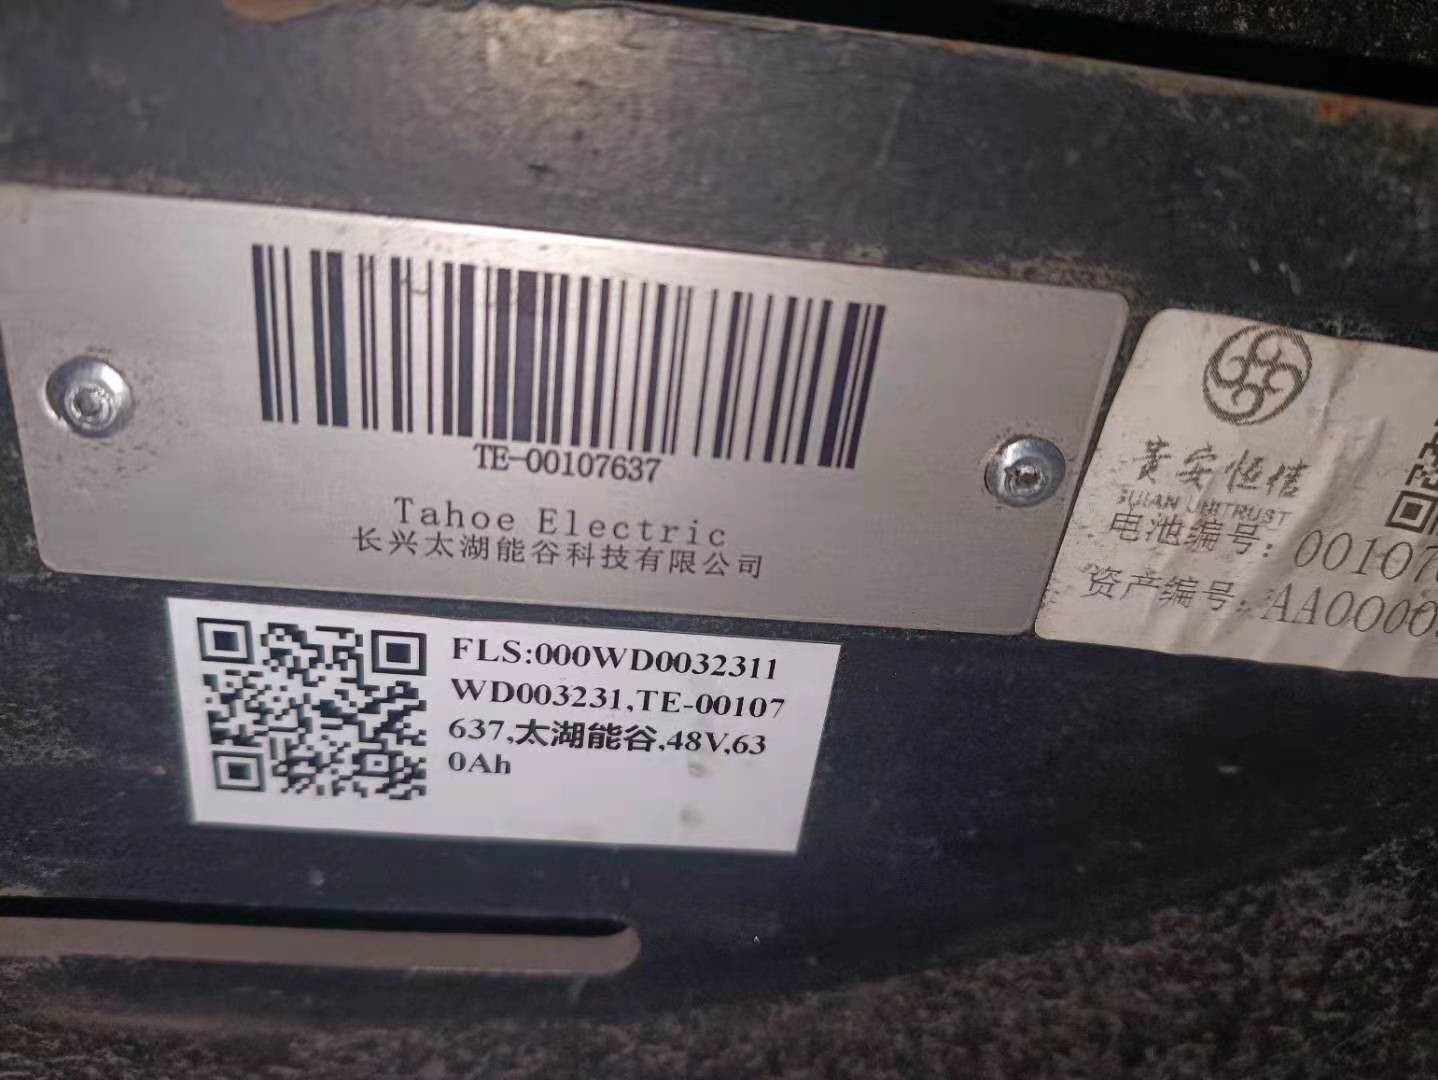 TE-00107637
Tahoe Electric
长兴太湖能谷科技有限公司
FLS:000WD0032311
WD003231,TE-00107
637,太湖能谷,48V,63
0Ah
安恒信
UNITRUST
电池编号: 00107
资产编号: AA0000